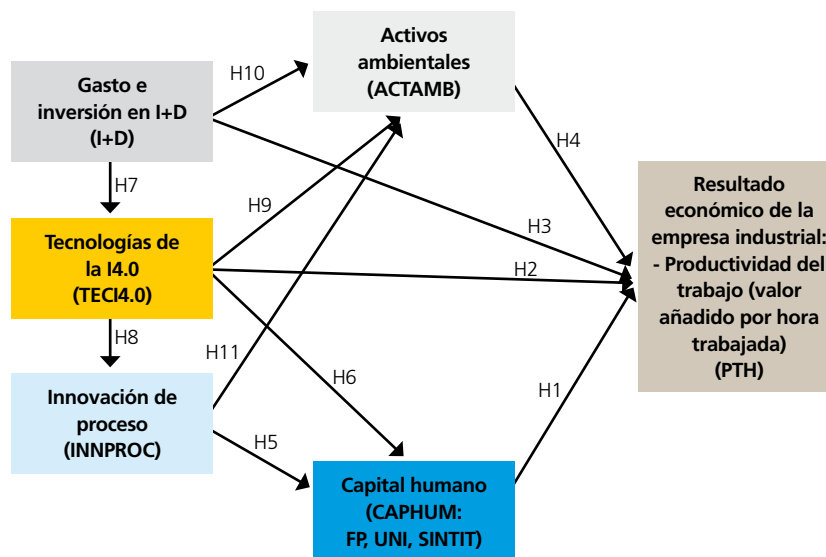 Activos
ambientales
(ACTAMB)
H10
Gasto e
inversión en I+D
(I+D)
H4
H7
H9
H3
Resultado
económico de la
empresa industrial:
- Productividad del
trabajo (valor
añadido por hora
trabajada)
(PTH)
Tecnologías de
la I4.0
(TECI4.0)
H2
H8
H11
H6
H1
Innovación de
proceso
(INNPROC)
H5
Capital humano
(CAPHUM:
FP, UNI, SINTIT)